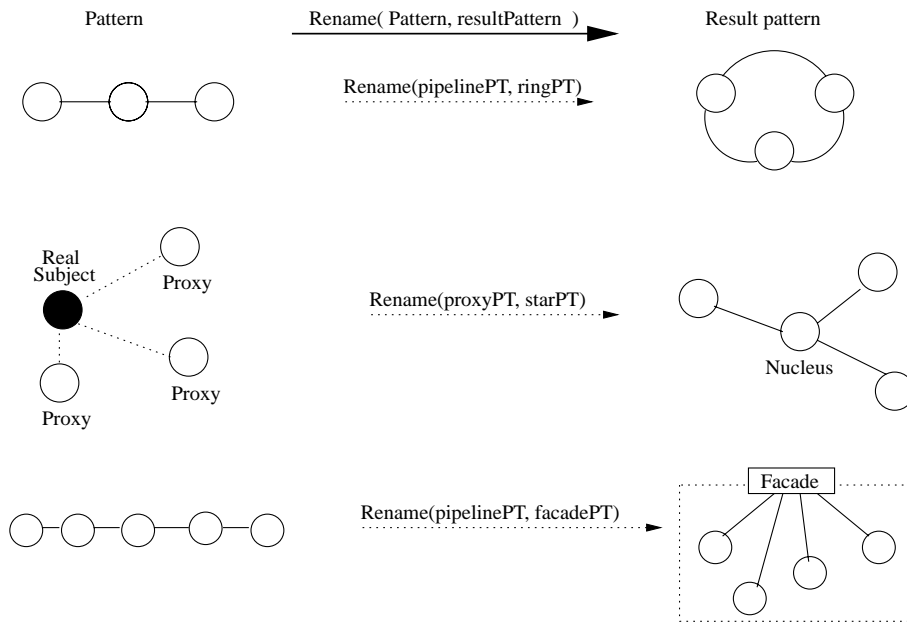 Pattern
Rename( Pattern, resultPattern )
Result pattern
Rename(pipelinePT, ringPT)
Real
Subject
Proxy
Rename(proxyPT, starPT)
Nucleus
Proxy
Proxy
Facade
Rename(pipelinePT, facadePT)